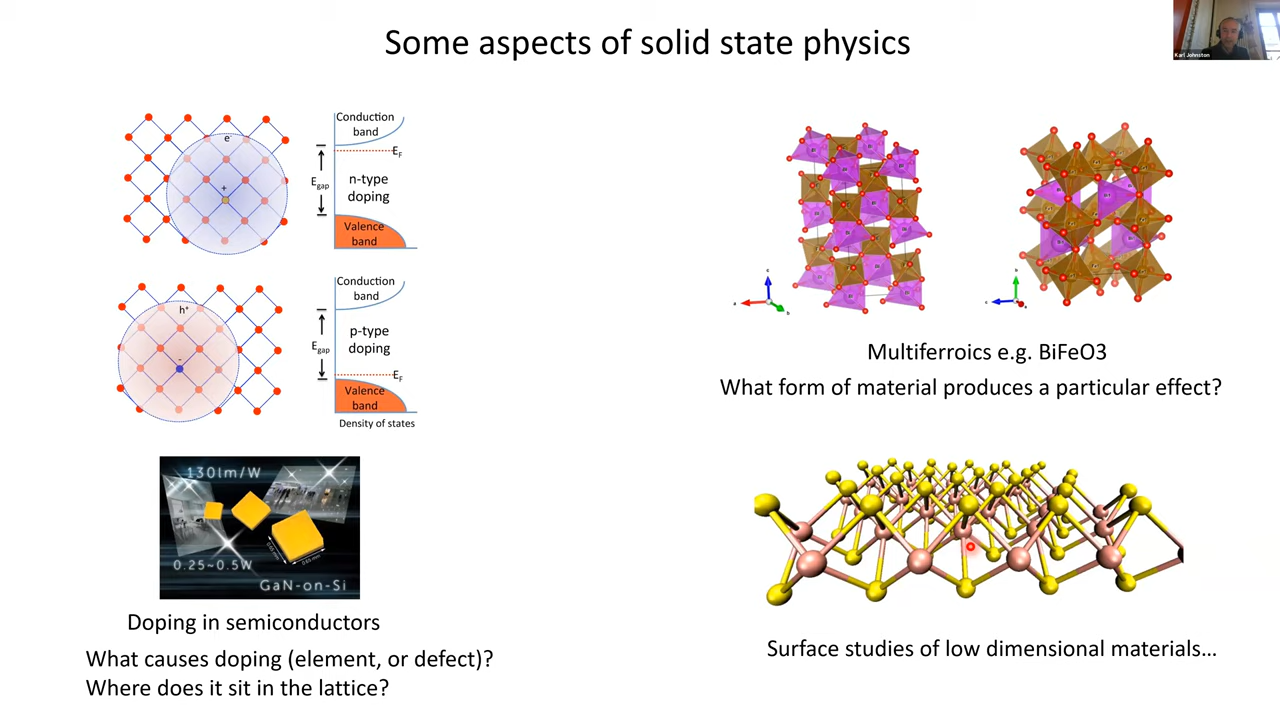 Some aspects of solid state physics
Karl Johnston
e-
+
Conduction
band
EF
Egap
n-type
doping
Valence
band
h+
-
Conduction
band
Egap
p-type
doping
EF
Valence
band
Density of states
130lm/W
0.25~0.5W
GaN-on-Si
Doping in semiconductors
What causes doping (element, or defect)?
Where does it sit in the lattice?
c
a
b
b
c
Multiferroics e.g. BiFeO3
What form of material produces a particular effect?
Surface studies of low dimensional materials…